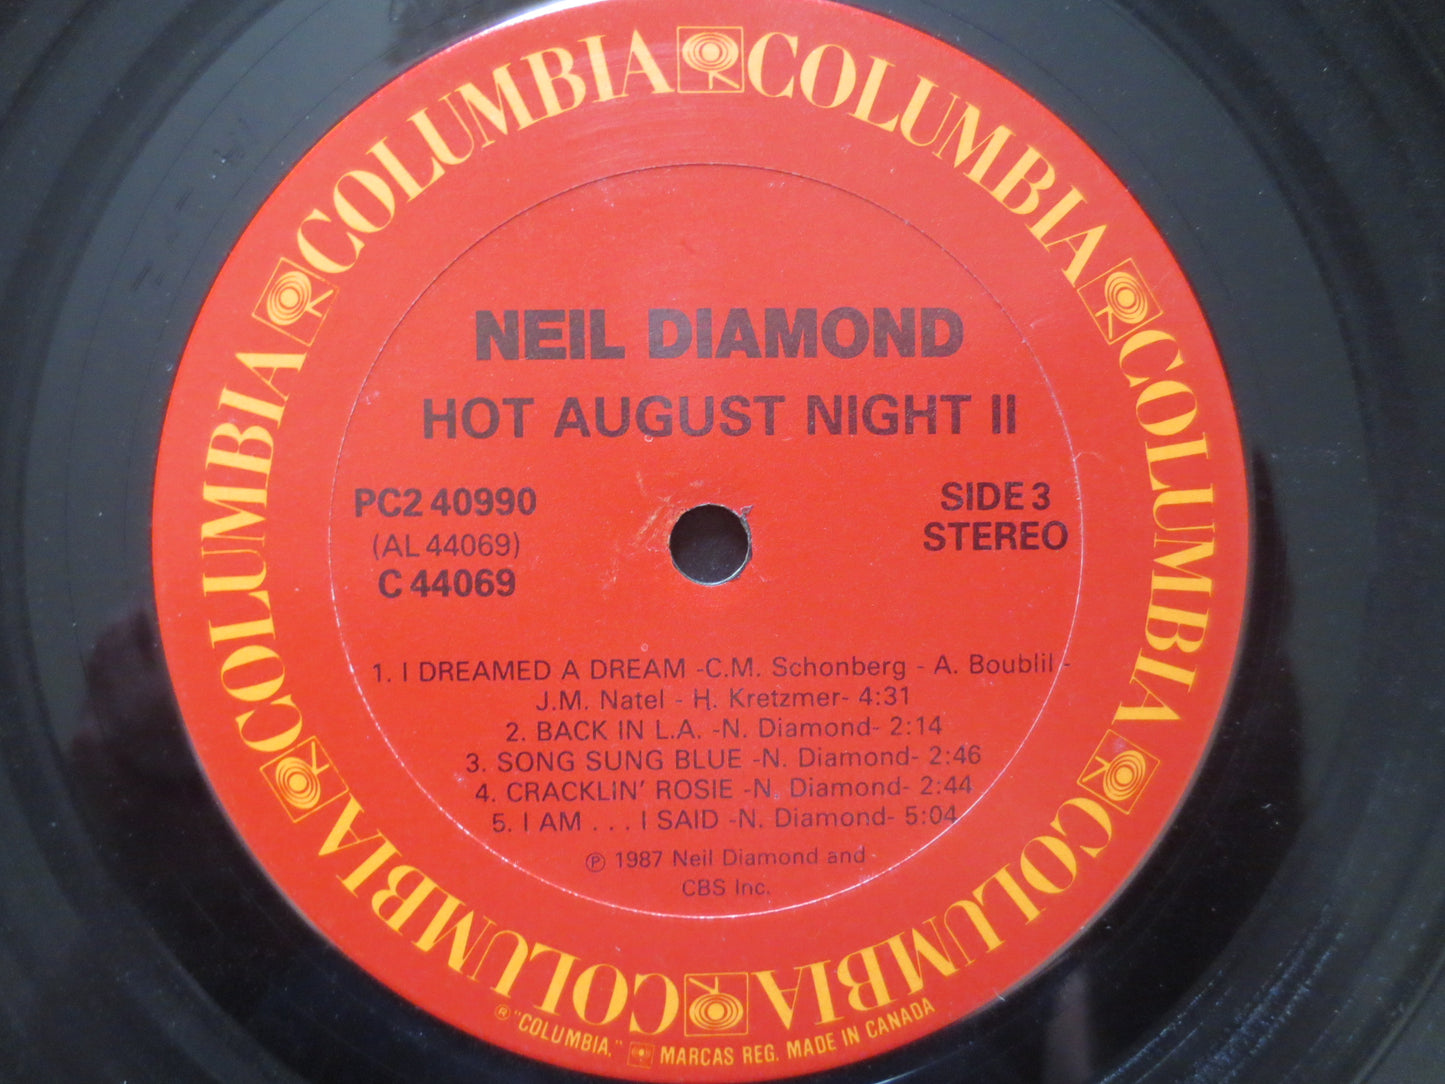 COLUMBIA COLUMBIA COLUMBIA COLUMBIA COLUMBIA COLUMBIA COLUMBIA COLUMBIA
NEIL DIAMOND
HOT AUGUST NIGHT II
PC2 40990
(AL 44069)
C 44069
SIDE 3
STEREO
1. I DREAMED A DREAM -C.M. Schonberg - A. Boublil -
J.M. Natel - H. Kretzmer- 4:31
2. BACK IN L.A. -N. Diamond- 2:14
3. SONG SUNG BLUE -N. Diamond- 2:46
4. CRACKLIN' ROSIE -N. Diamond- 2:44
5. I AM . . . I SAID -N. Diamond- 5:04
℗ 1987 Neil Diamond and
CBS Inc.
® "COLUMBIA," MARCAS REG. MADE IN CANADA